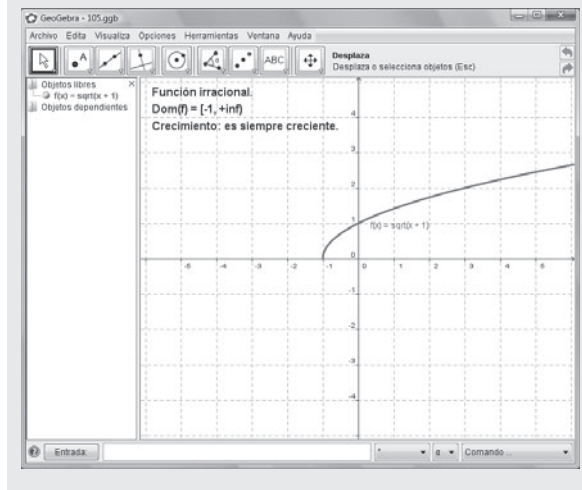 GeoGebra - 105.ggb
Archivo Edita Visualiza Opciones Herramientas Ventana Ayuda
A
ABC
Desplaza
Desplaza o selecciona objetos (Esc)
Objetos libres
f(x) = sqrt(x + 1)
Objetos dependientes
Función irracional.
Dom(f) = [-1, +inf)
Crecimiento: es siempre creciente.
4
3
2
1
f(x) = sqrt(x + 1)
0
-5 -4 -3 -2 -1 0 1 2 3 4 5
-1
-2
-3
-4
Entrada:
α
Comando ...